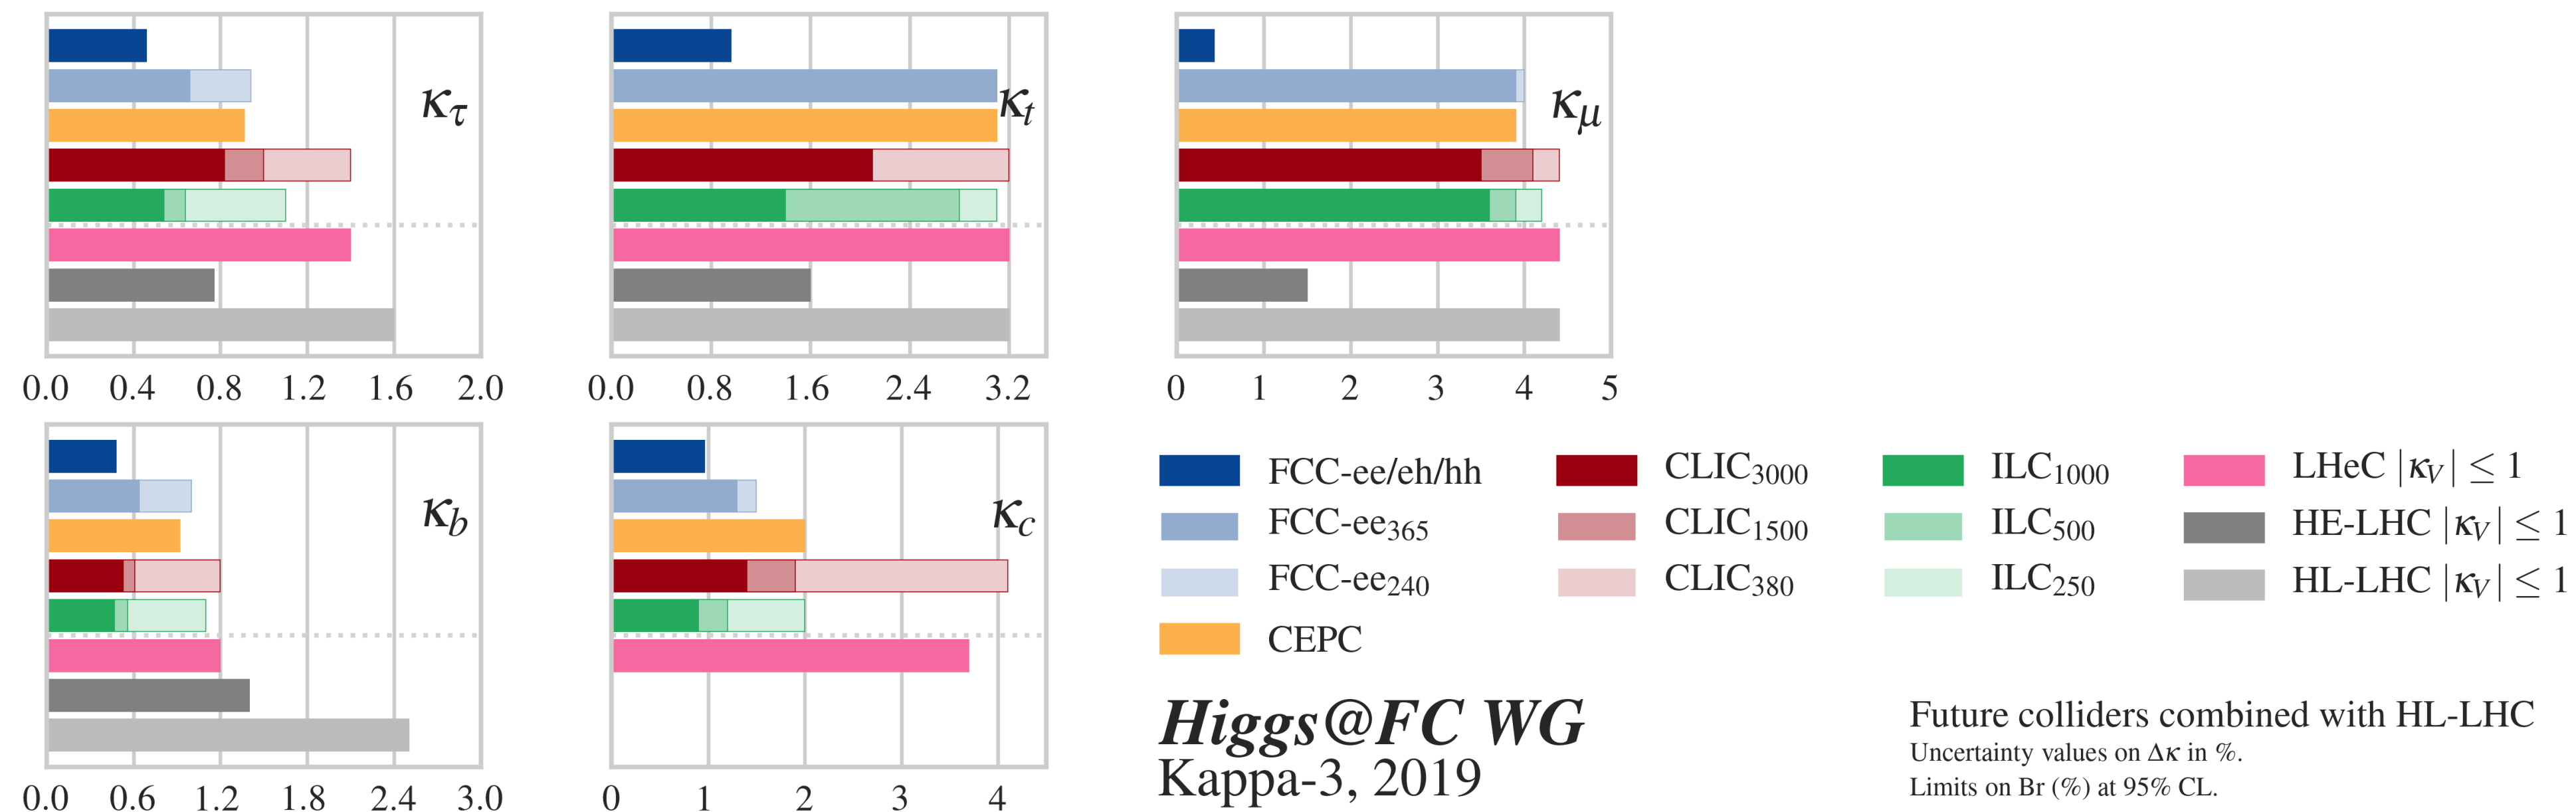 κτ
0.0 0.4 0.8 1.2 1.6 2.0
κt
0.0 0.8 1.6 2.4 3.2
κμ
0 1 2 3 4 5
κb
0.0 0.6 1.2 1.8 2.4 3.0
κc
0 1 2 3 4
FCC-ee/eh/hh
FCC-ee365
FCC-ee240
CEPC
CLIC3000
CLIC1500
CLIC380
ILC1000
ILC500
ILC250
LHeC |κV| ≤ 1
HE-LHC |κV| ≤ 1
HL-LHC |κV| ≤ 1
Higgs@FC WG
Kappa-3, 2019
Future colliders combined with HL-LHC
Uncertainty values on Δκ in %.
Limits on Br (%) at 95% CL.